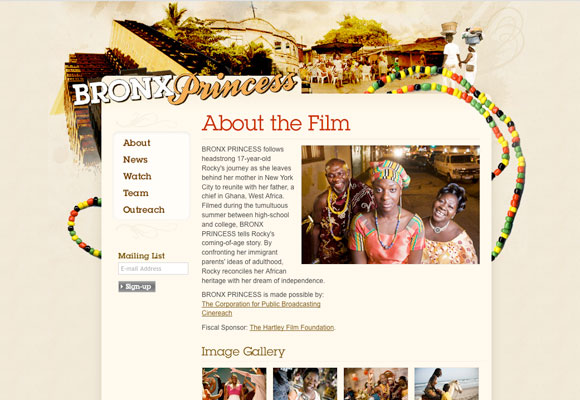 BRONX Princess
About the Film
About
News
Watch
Team
Outreach
Mailing List
E-mail Address
Sign-up
BRONX PRINCESS follows
headstrong 17-year-old
Rocky's journey as she leaves
behind her mother in New York
City to reunite with her father, a
chief in Ghana, West Africa.
Filmed during the tumultuous
summer between high-school
and college, BRONX
PRINCESS tells Rocky's
coming-of-age story. By
confronting her immigrant
parents' ideas of adulthood,
Rocky reconciles her African
heritage with her dream of independence.
BRONX PRINCESS is made possible by:
The Corporation for Public Broadcasting
Cinereach
Fiscal Sponsor: The Hartley Film Foundation.
Image Gallery